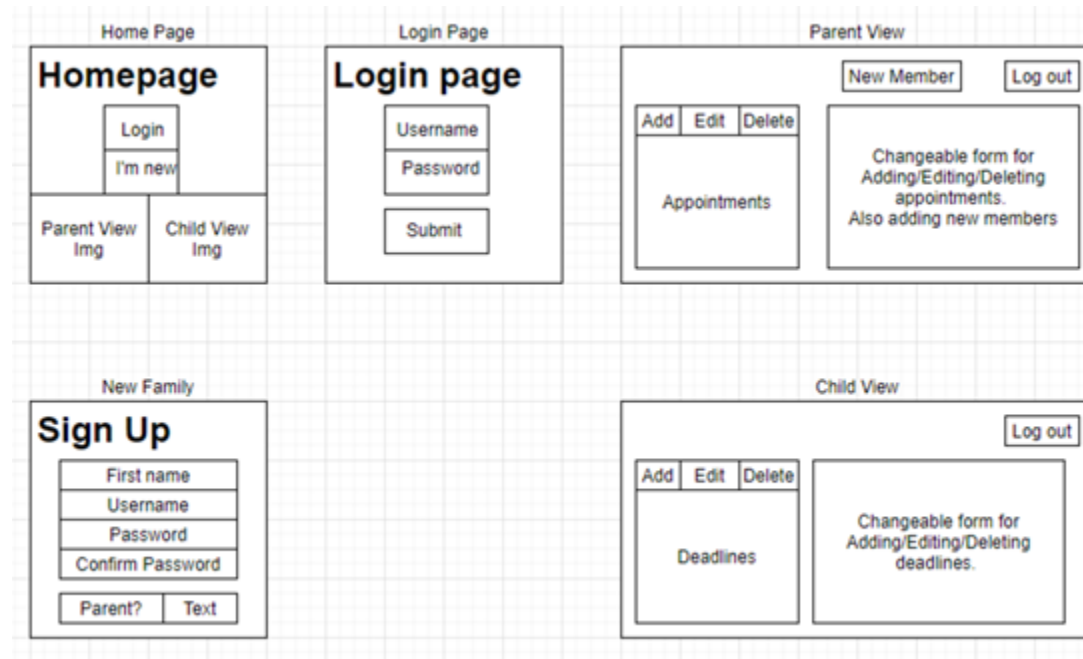 Home Page
Homepage
Login
I'm new
Parent View
Img
Child View
Img
Login Page
Login page
Username
Password
Submit
Parent View
New Member
Log out
Add
Edit
Delete
Appointments
Changeable form for
Adding/Editing/Deleting
appointments.
Also adding new members
New Family
Sign Up
First name
Username
Password
Confirm Password
Parent?
Text
Child View
Log out
Add
Edit
Delete
Deadlines
Changeable form for
Adding/Editing/Deleting
deadlines.